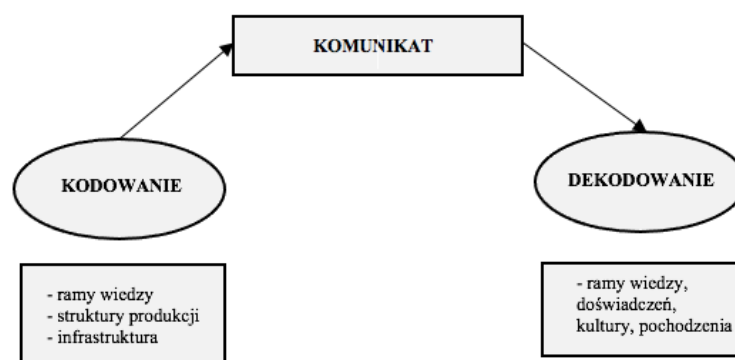 KOMUNIKAT
KODOWANIE
DEKODOWANIE
- ramy wiedzy
- struktury produkcji
- infrastruktura
- ramy wiedzy,
doświadczeń,
kultury, pochodzenia